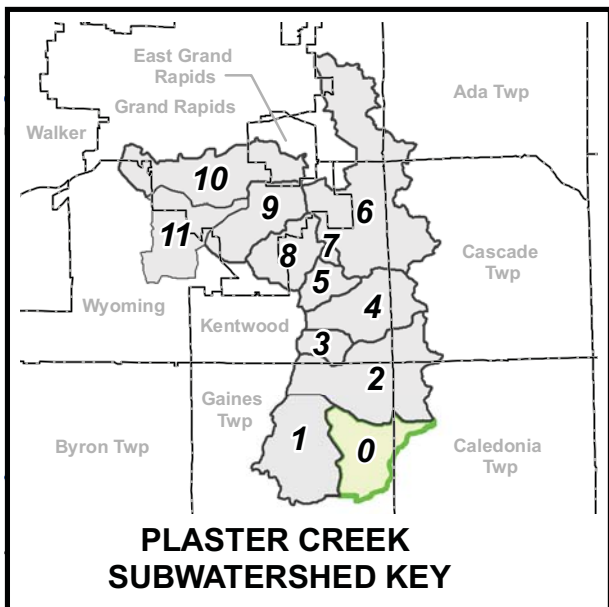 East Grand
Rapids
Ada Twp
Grand Rapids
Walker
10
9
6
11
7
8
Cascade
Twp
5
4
Wyoming
Kentwood
3
2
Gaines
Twp
1
0
Byron Twp
Caledonia
Twp
PLASTER CREEK
SUBWATERSHED KEY